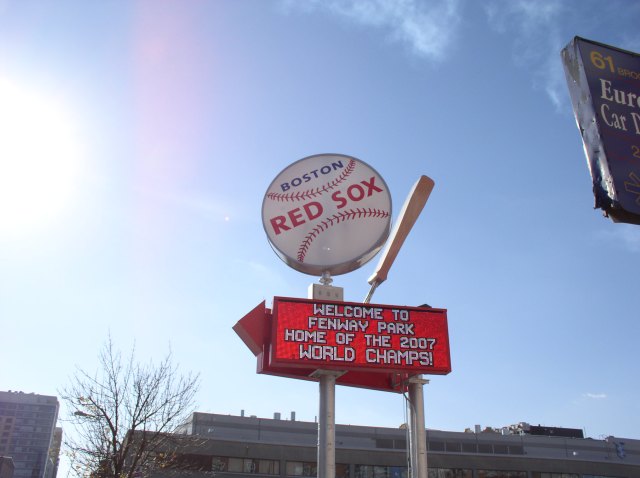 BOSTON
RED SOX
WELCOME TO
FENWAY PARK
HOME OF THE 2007
WORLD CHAMPS!
61
Car